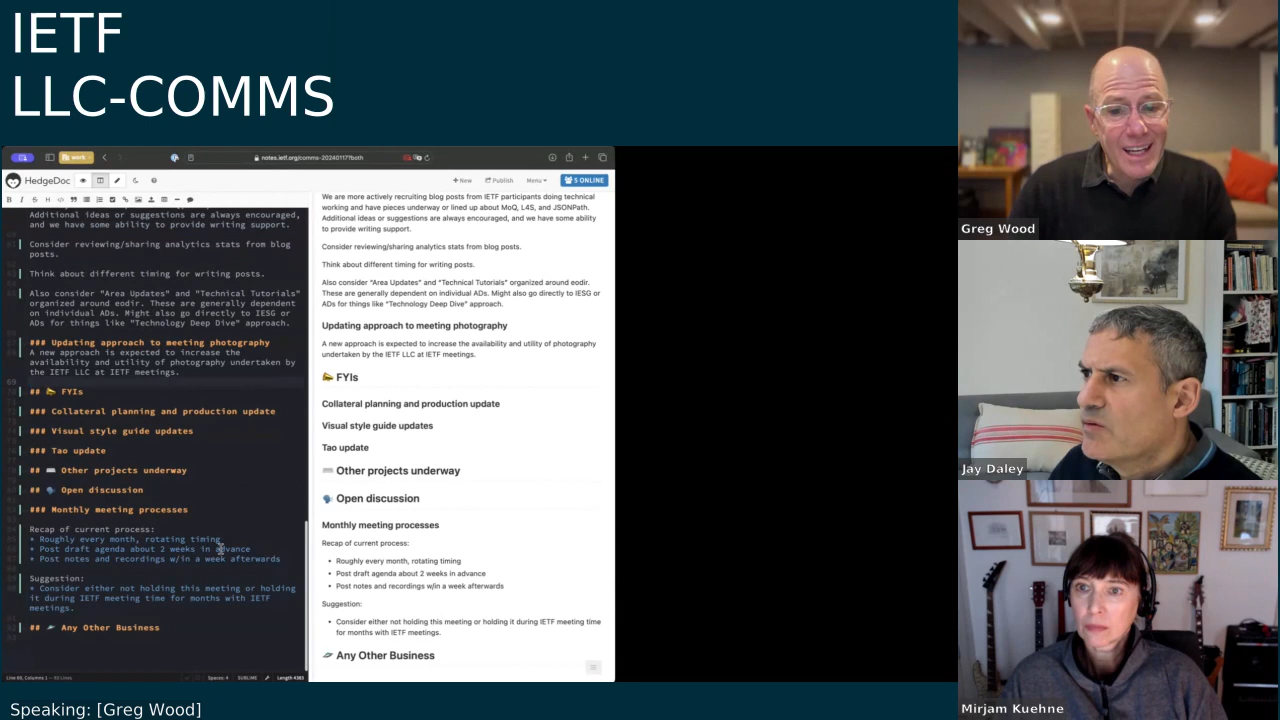 IETF
LLC-COMMS
work
notes.ietf.org/comms-20240117?both
HedgeDoc
New
Publish
Menu
5 ONLINE
Additional ideas or suggestions are always encouraged,
and we have some ability to provide writing support.
Consider reviewing/sharing analytics stats from blog
posts.
Think about different timing for writing posts.
Also consider "Area Updates" and "Technical Tutorials"
organized around eodir. These are generally dependent
on individual ADs. Might also go directly to IESG or
ADs for things like "Technology Deep Dive" approach.
### Updating approach to meeting photography
A new approach is expected to increase the
availability and utility of photography undertaken by
the IETF LLC at IETF meetings.
69
## FYIs
### Collateral planning and production update
### Visual style guide updates
### Tao update
## Other projects underway
## Open discussion
### Monthly meeting processes
Recap of current process:
* Roughly every month, rotating timing
* Post draft agenda about 2 weeks in advance
* Post notes and recordings w/in a week afterwards
Suggestion:
* Consider either not holding this meeting or holding
it during IETF meeting time for months with IETF
meetings.
## Any Other Business
Spaces: 4
SUBLIME
Length 4383
We are more actively recruiting blog posts from IETF participants doing technical
working and have pieces underway or lined up about MoQ, L4S, and JSONPath.
Additional ideas or suggestions are always encouraged, and we have some ability
to provide writing support.
Consider reviewing/sharing analytics stats from blog posts.
Think about different timing for writing posts.
Also consider "Area Updates" and "Technical Tutorials" organized around eodir.
These are generally dependent on individual ADs. Might also go directly to IESG or
ADs for things like "Technology Deep Dive" approach.
Updating approach to meeting photography
A new approach is expected to increase the availability and utility of photography
undertaken by the IETF LLC at IETF meetings.
FYIs
Collateral planning and production update
Visual style guide updates
Tao update
Other projects underway
Open discussion
Monthly meeting processes
Recap of current process:
• Roughly every month, rotating timing
• Post draft agenda about 2 weeks in advance
• Post notes and recordings w/in a week afterwards
Suggestion:
• Consider either not holding this meeting or holding it during IETF meeting time
for months with IETF meetings.
Any Other Business
Greg Wood
Jay Daley
Mirjam Kuehne
Speaking: [Greg Wood]